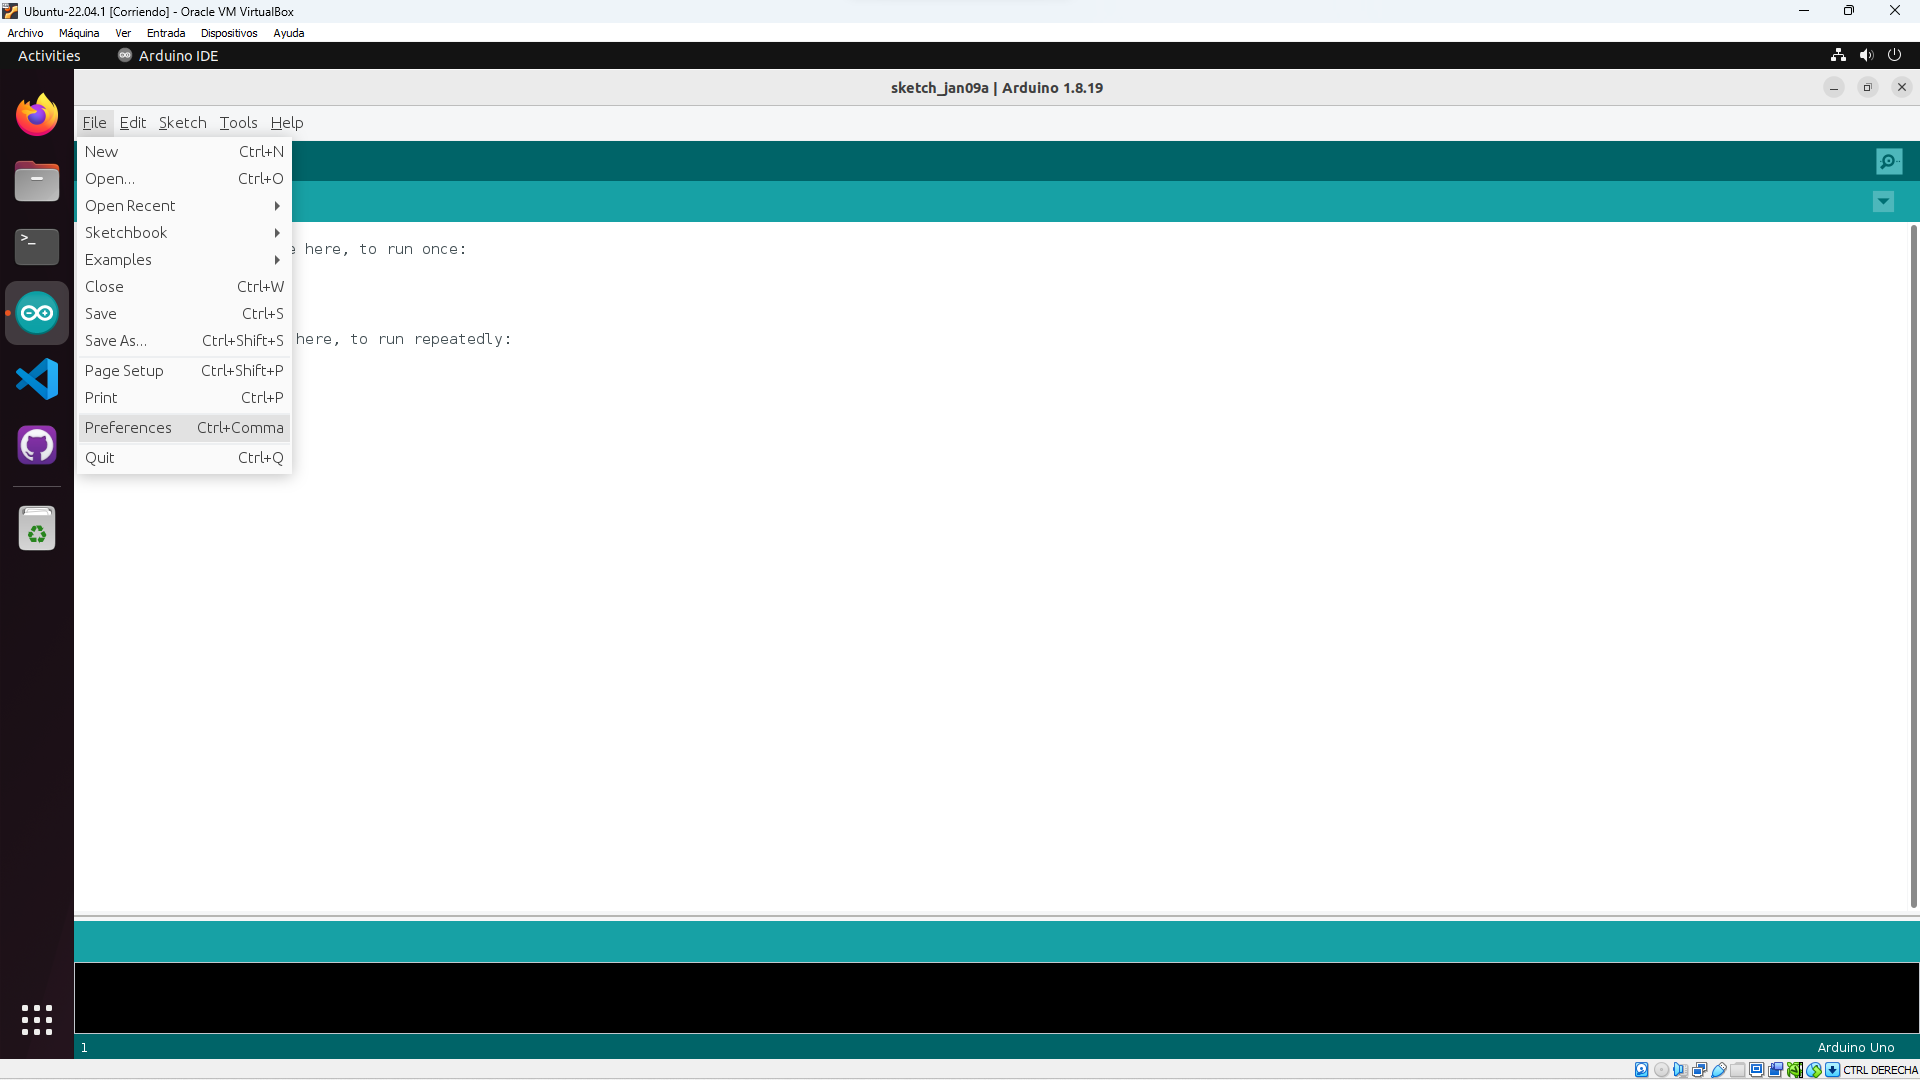 Ubuntu-22.04.1 [Corriendo] - Oracle VM VirtualBox
Archivo Máquina Ver Entrada Dispositivos Ayuda
Activities Arduino IDE
sketch_jan09a | Arduino 1.8.19
File Edit Sketch Tools Help
New Ctrl+N
Open... Ctrl+O
Open Recent
Sketchbook
here, to run once:
Examples
Close Ctrl+W
Save Ctrl+S
Save As... Ctrl+Shift+S
here, to run repeatedly:
Page Setup Ctrl+Shift+P
Print Ctrl+P
Preferences Ctrl+Comma
Quit Ctrl+Q
1
Arduino Uno
CTRL DERECHA